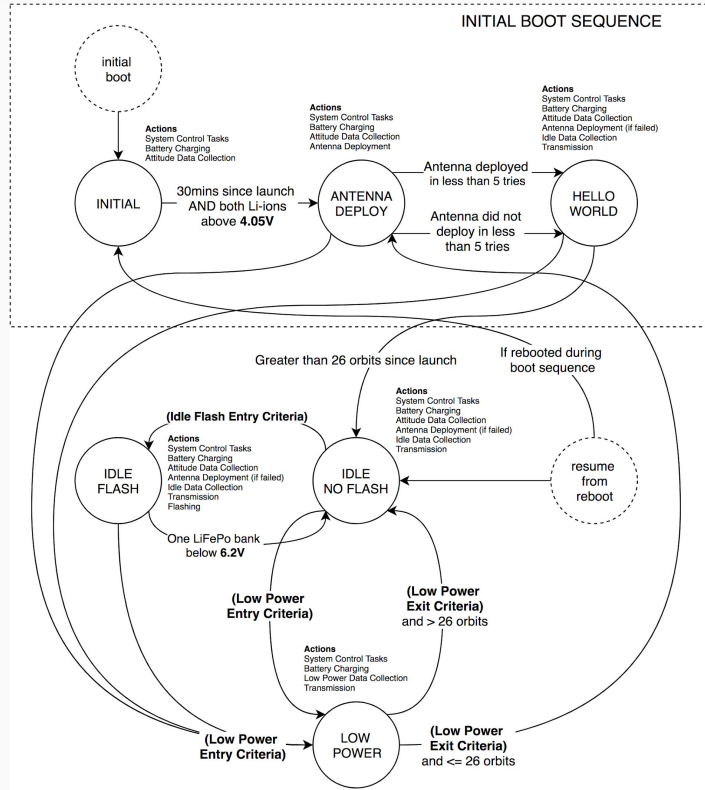 INITIAL BOOT SEQUENCE
initial
boot
Actions
System Control Tasks
Battery Charging
Attitude Data Collection
INITIAL
30mins since launch
AND both Li-ions
above 4.05V
Actions
System Control Tasks
Battery Charging
Attitude Data Collection
Antenna Deployment
ANTENNA
DEPLOY
Antenna deployed
in less than 5 tries
Antenna did not
deploy in less
than 5 tries
Actions
System Control Tasks
Battery Charging
Attitude Data Collection
Antenna Deployment (if failed)
Idle Data Collection
Transmission
HELLO
WORLD
Greater than 26 orbits since launch
If rebooted during
boot sequence
(Idle Flash Entry Criteria)
Actions
System Control Tasks
Battery Charging
Attitude Data Collection
Antenna Deployment (if failed)
Idle Data Collection
Transmission
Flashing
IDLE
FLASH
Actions
System Control Tasks
Battery Charging
Attitude Data Collection
Antenna Deployment (if failed)
Idle Data Collection
Transmission
IDLE
NO FLASH
resume
from
reboot
One LiFePo bank
below 6.2V
(Low Power
Entry Criteria)
(Low Power
Exit Criteria)
and > 26 orbits
Actions
System Control Tasks
Battery Charging
Low Power Data Collection
Transmission
(Low Power
Entry Criteria)
LOW
POWER
(Low Power
Exit Criteria)
and <= 26 orbits